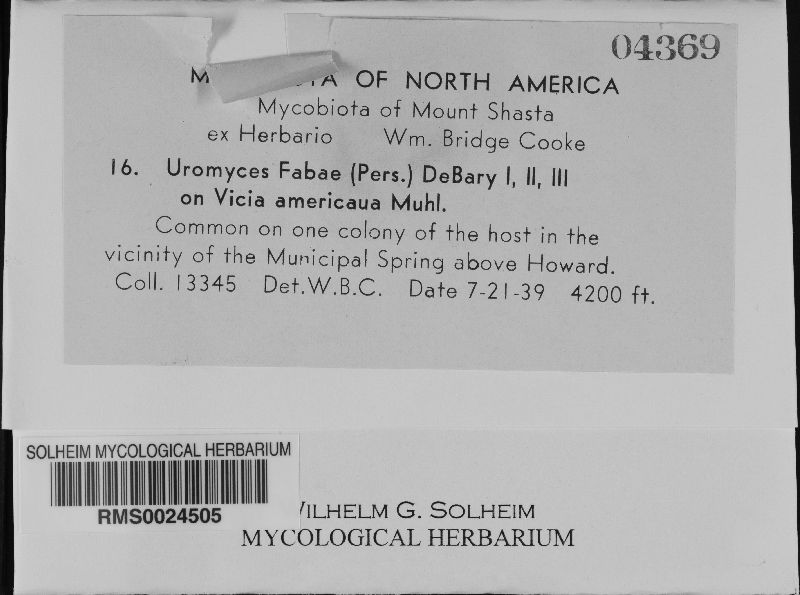 04369
OF NORTH AMERICA
Mycobiota of Mount Shasta
ex Herbario Wm. Bridge Cooke
16. Uromyces Fabae (Pers.) DeBary I, II, III
on Vicia americaua Muhl.
Common on one colony of the host in the
vicinity of the Municipal Spring above Howard.
Coll. 13345 Det.W.B.C. Date 7-21-39 4200 ft.
SOLHEIM MYCOLOGICAL HERBARIUM
RMS0024505
G. SOLHEIM
MYCOLOGICAL HERBARIUM